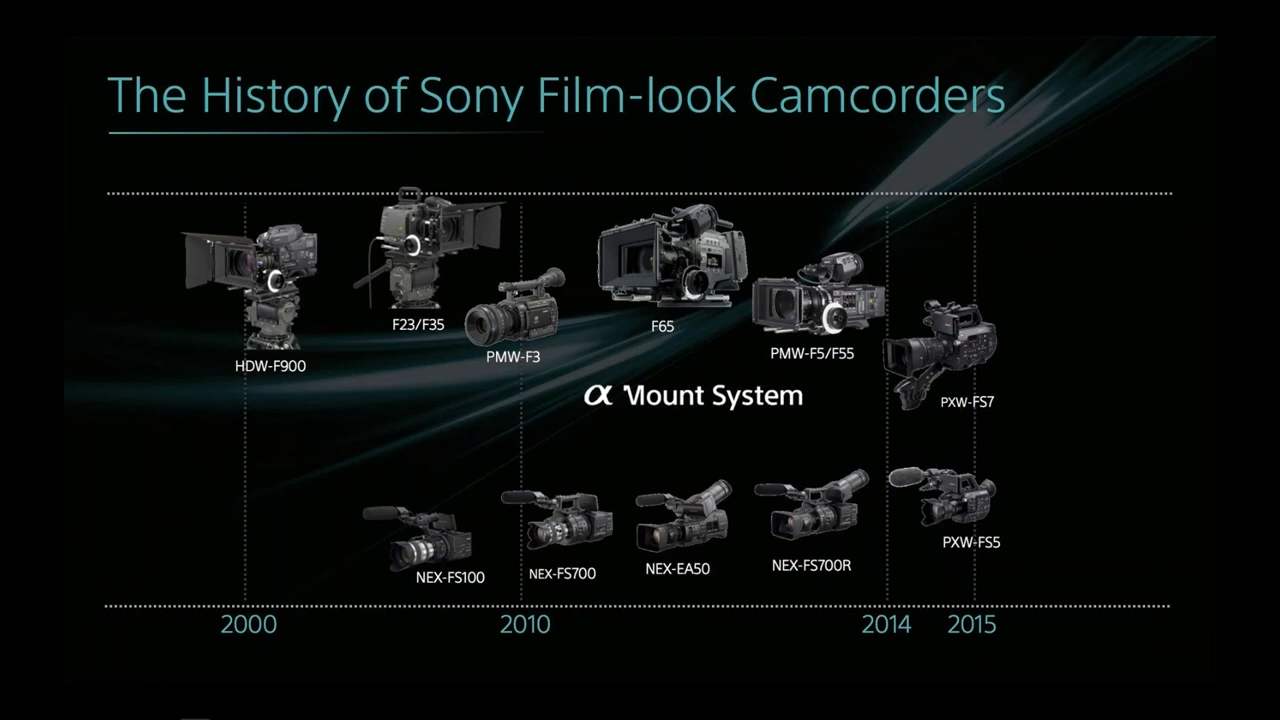 The History of Sony Film-look Camcorders
HDW-F900
F23/F35
PMW-F3
F65
PMW-F5/F55
PXW-FS7
α Mount System
NEX-FS100
NEX-FS700
NEX-EA50
NEX-FS700R
PXW-FS5
2000
2010
2014
2015